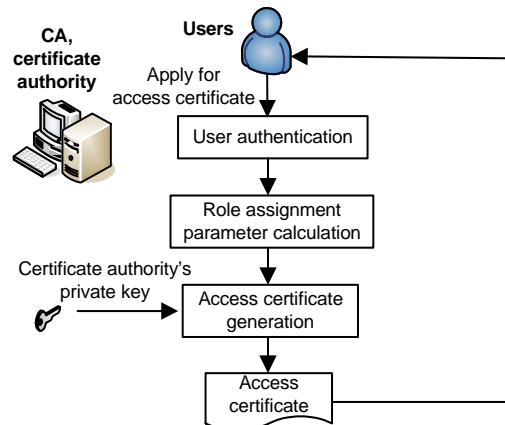 CA,
certificate
authority
Users
Apply for
access certificate
User authentication
Role assignment
parameter calculation
Certificate authority's
private key
Access certificate
generation
Access
certificate